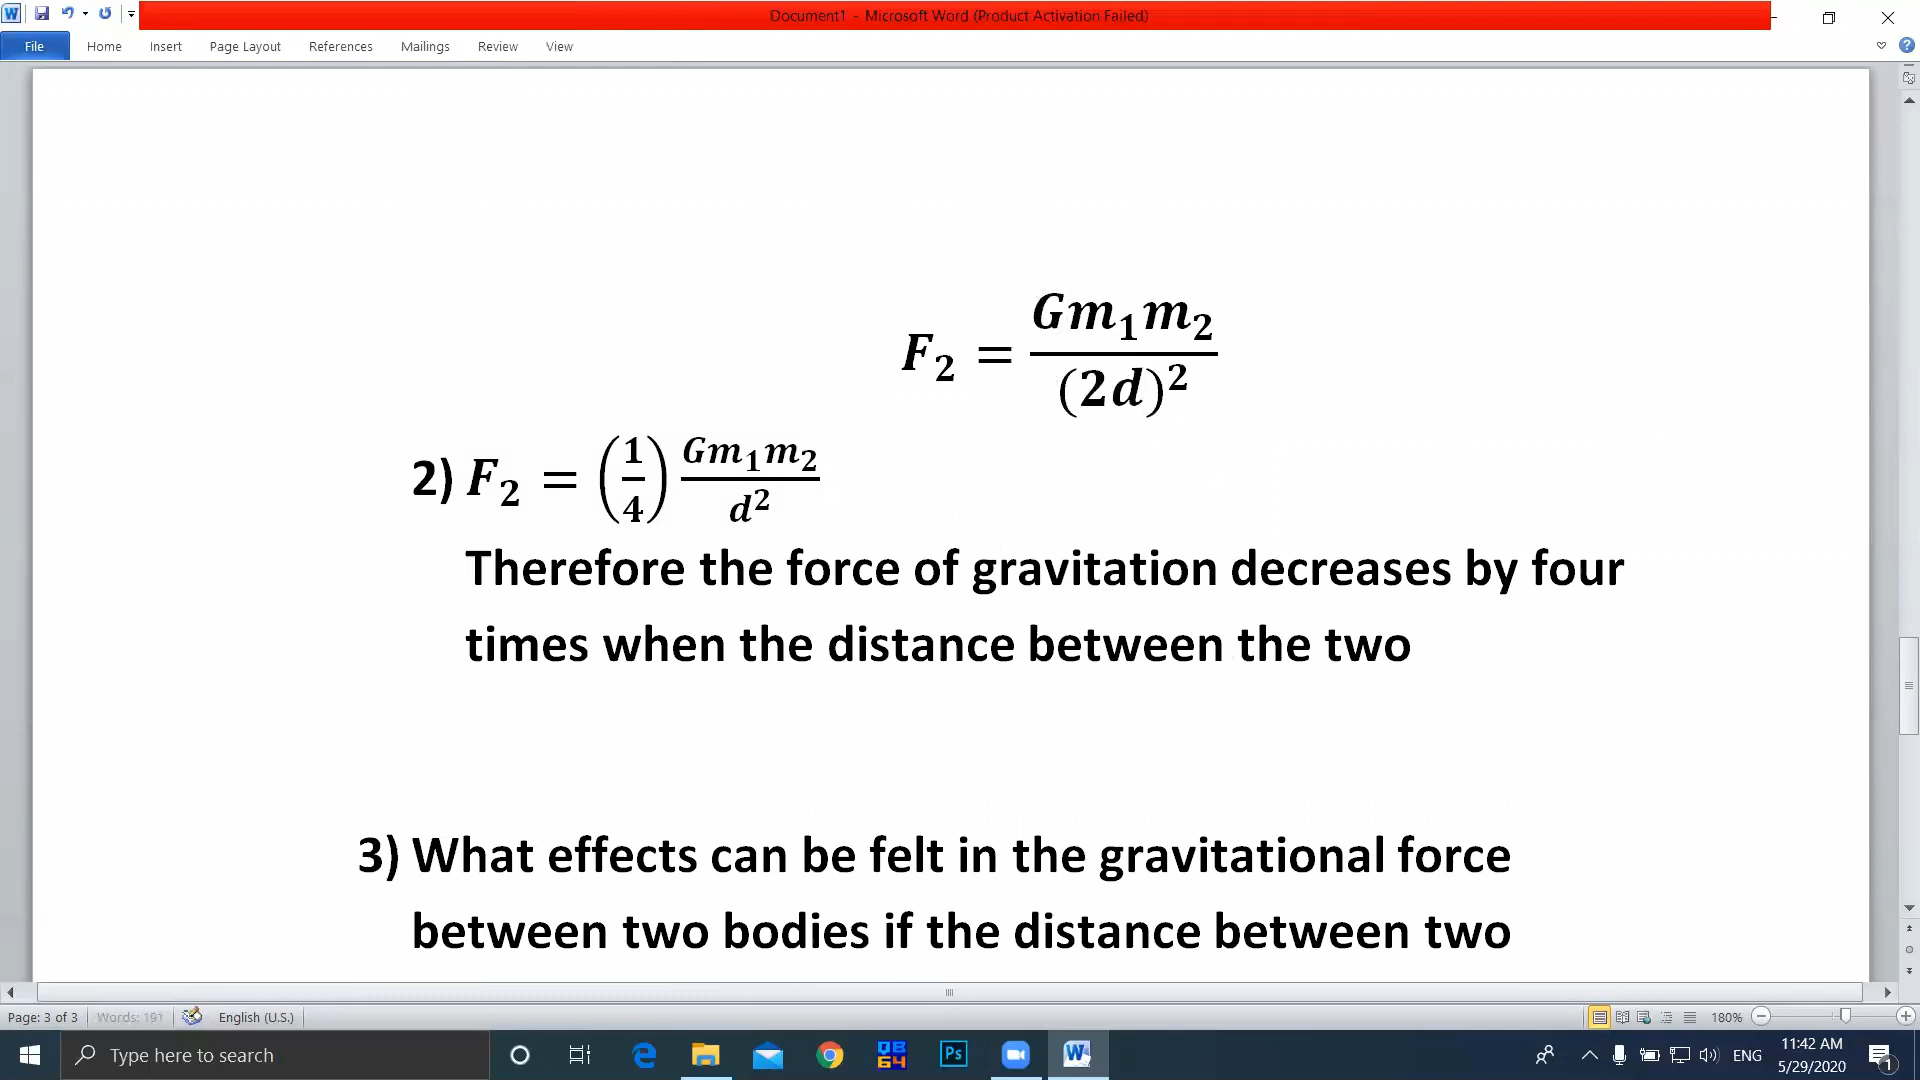 Document1 - Microsoft Word (Product Activation Failed)
File Home Insert Page Layout References Mailings Review View
F₂ = Gm₁m₂ / (2d)²
2) F₂ = (1/4) Gm₁m₂ / d²
Therefore the force of gravitation decreases by four
times when the distance between the two
3) What effects can be felt in the gravitational force
between two bodies if the distance between two
Page: 3 of 3 Words: 191 English (U.S.) 180%
Type here to search
QB
64
Ps
ENG
11:42 AM
5/29/2020
1